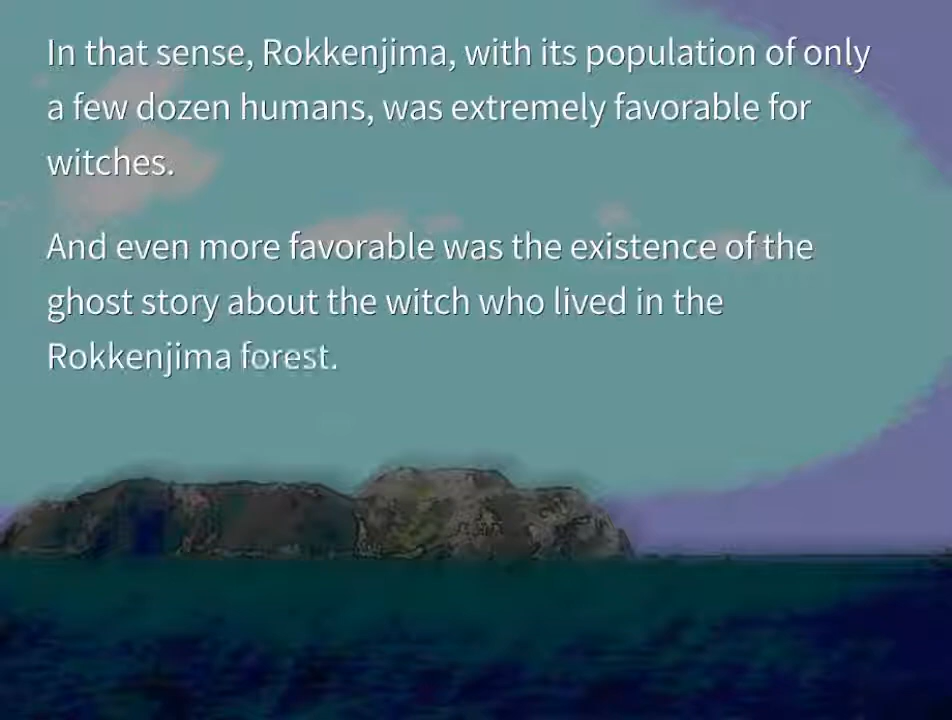 In that sense, Rokkenjima, with its population of only
a few dozen humans, was extremely favorable for
witches.
And even more favorable was the existence of the
ghost story about the witch who lived in the
Rokkenjima forest.